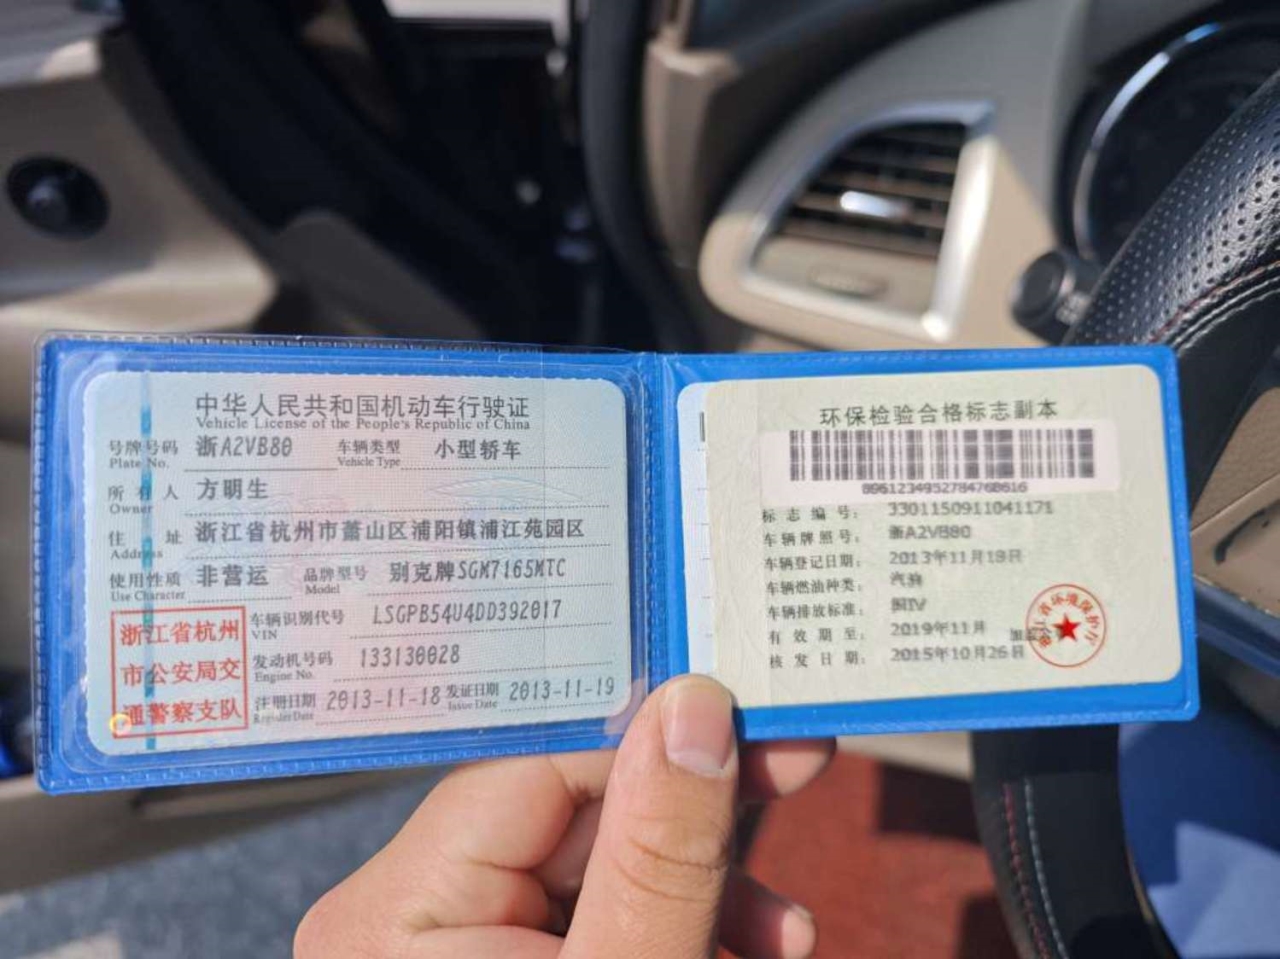 中华人民共和国机动车行驶证
Vehicle License of the People's Republic of China
号牌号码 浙A2VB80 车辆类型 小型轿车
Plate No. Vehicle Type
所有人 方明生
Owner
住址 浙江省杭州市萧山区浦阳镇浦江苑园区
Address
使用性质 非营运 品牌型号 别克牌SGM7165MTC
Use Character Model
浙江省杭州
市公安局交
通警察支队
车辆识别代号 LSGPB54U4DD392017
VIN
发动机号码 133130028
Engine No.
注册日期 2013-11-18 发证日期 2013-11-19
Register Date Issue Date
环保检验合格标志副本
标志编号: 3301150911041171
车辆牌照号: 浙A2VB80
车辆登记日期: 2013年11月18日
车辆燃油种类: 汽油
车辆排放标准: 国IV
有效期至: 2019年11月
核发日期: 2015年10月26日